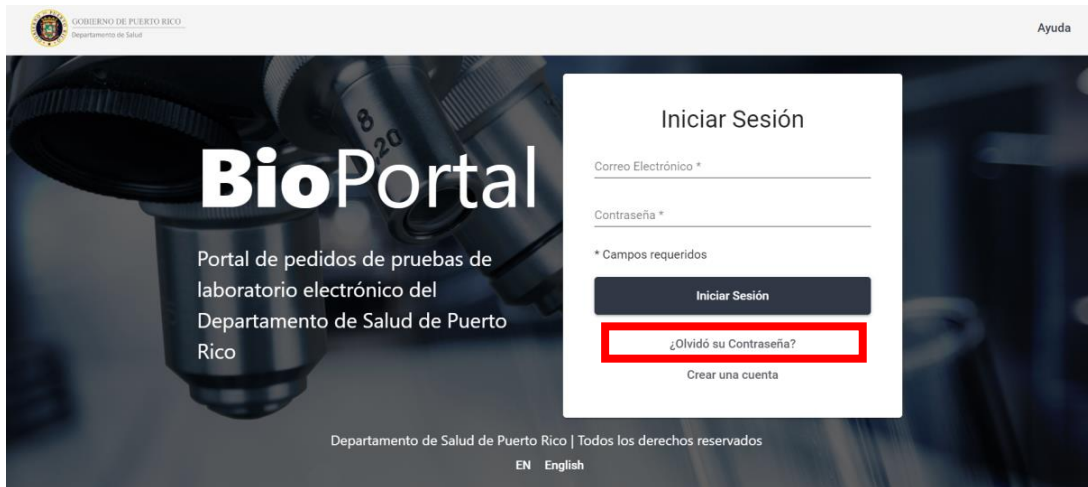 GOBIERNO DE PUERTO RICO
Departamento de Salud
Ayuda
BioPortal
Portal de pedidos de pruebas de
laboratorio electrónico del
Departamento de Salud de Puerto
Rico
Iniciar Sesión
Correo Electrónico *
Contraseña *
* Campos requeridos
Iniciar Sesión
¿Olvidó su Contraseña?
Crear una cuenta
Departamento de Salud de Puerto Rico | Todos los derechos reservados
EN English
8
20